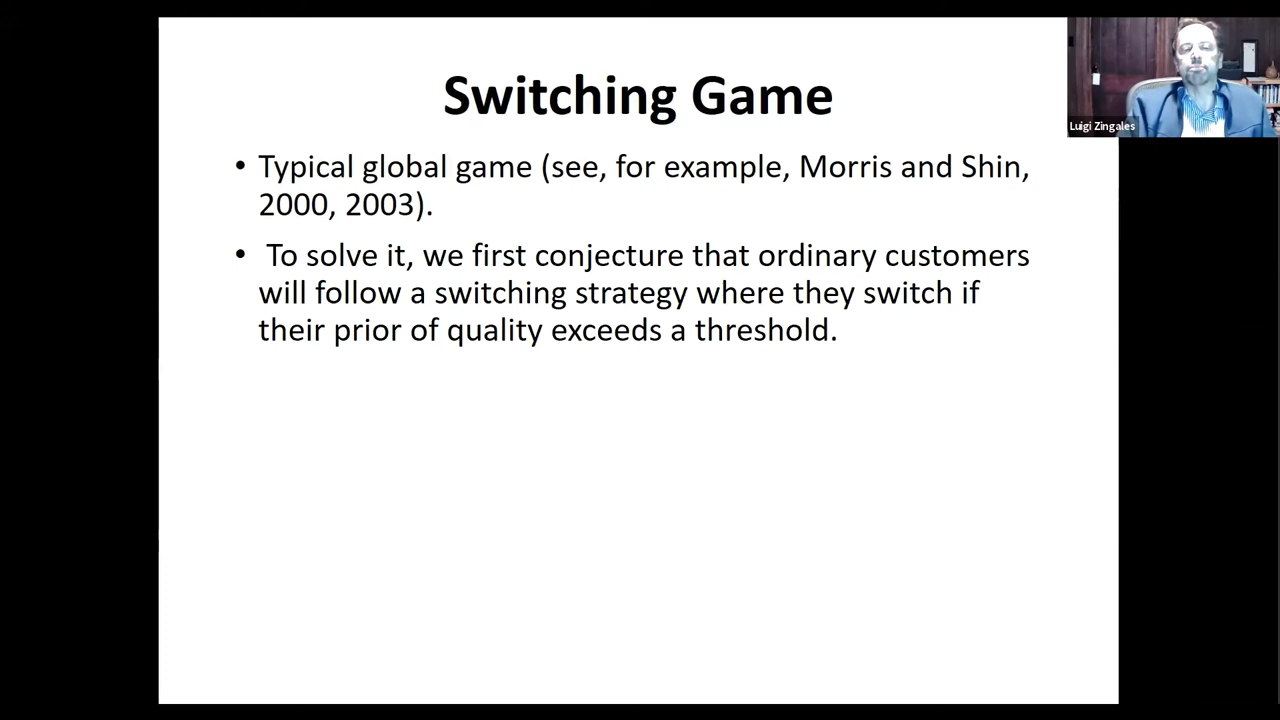 Switching Game
Luigi Zingales
• Typical global game (see, for example, Morris and Shin,
2000, 2003).
• To solve it, we first conjecture that ordinary customers
will follow a switching strategy where they switch if
their prior of quality exceeds a threshold.